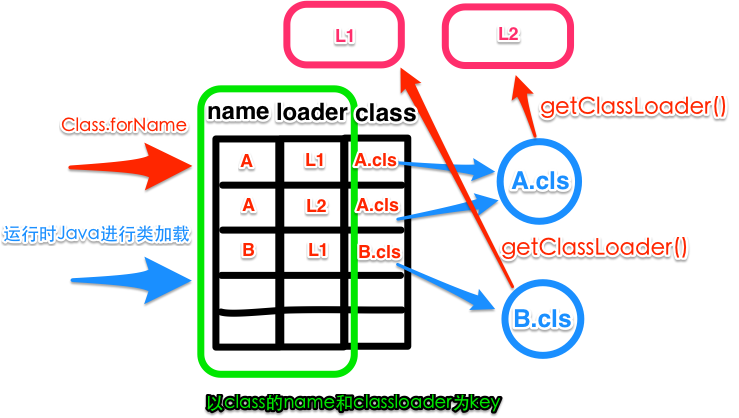 L1
L2
name loader class
Class.forName
getClassLoader()
A L1 A.cls
A.cls
A L2 A.cls
运行时Java进行类加载
B L1 B.cls
getClassLoader()
B.cls
以class的name和classloader为key